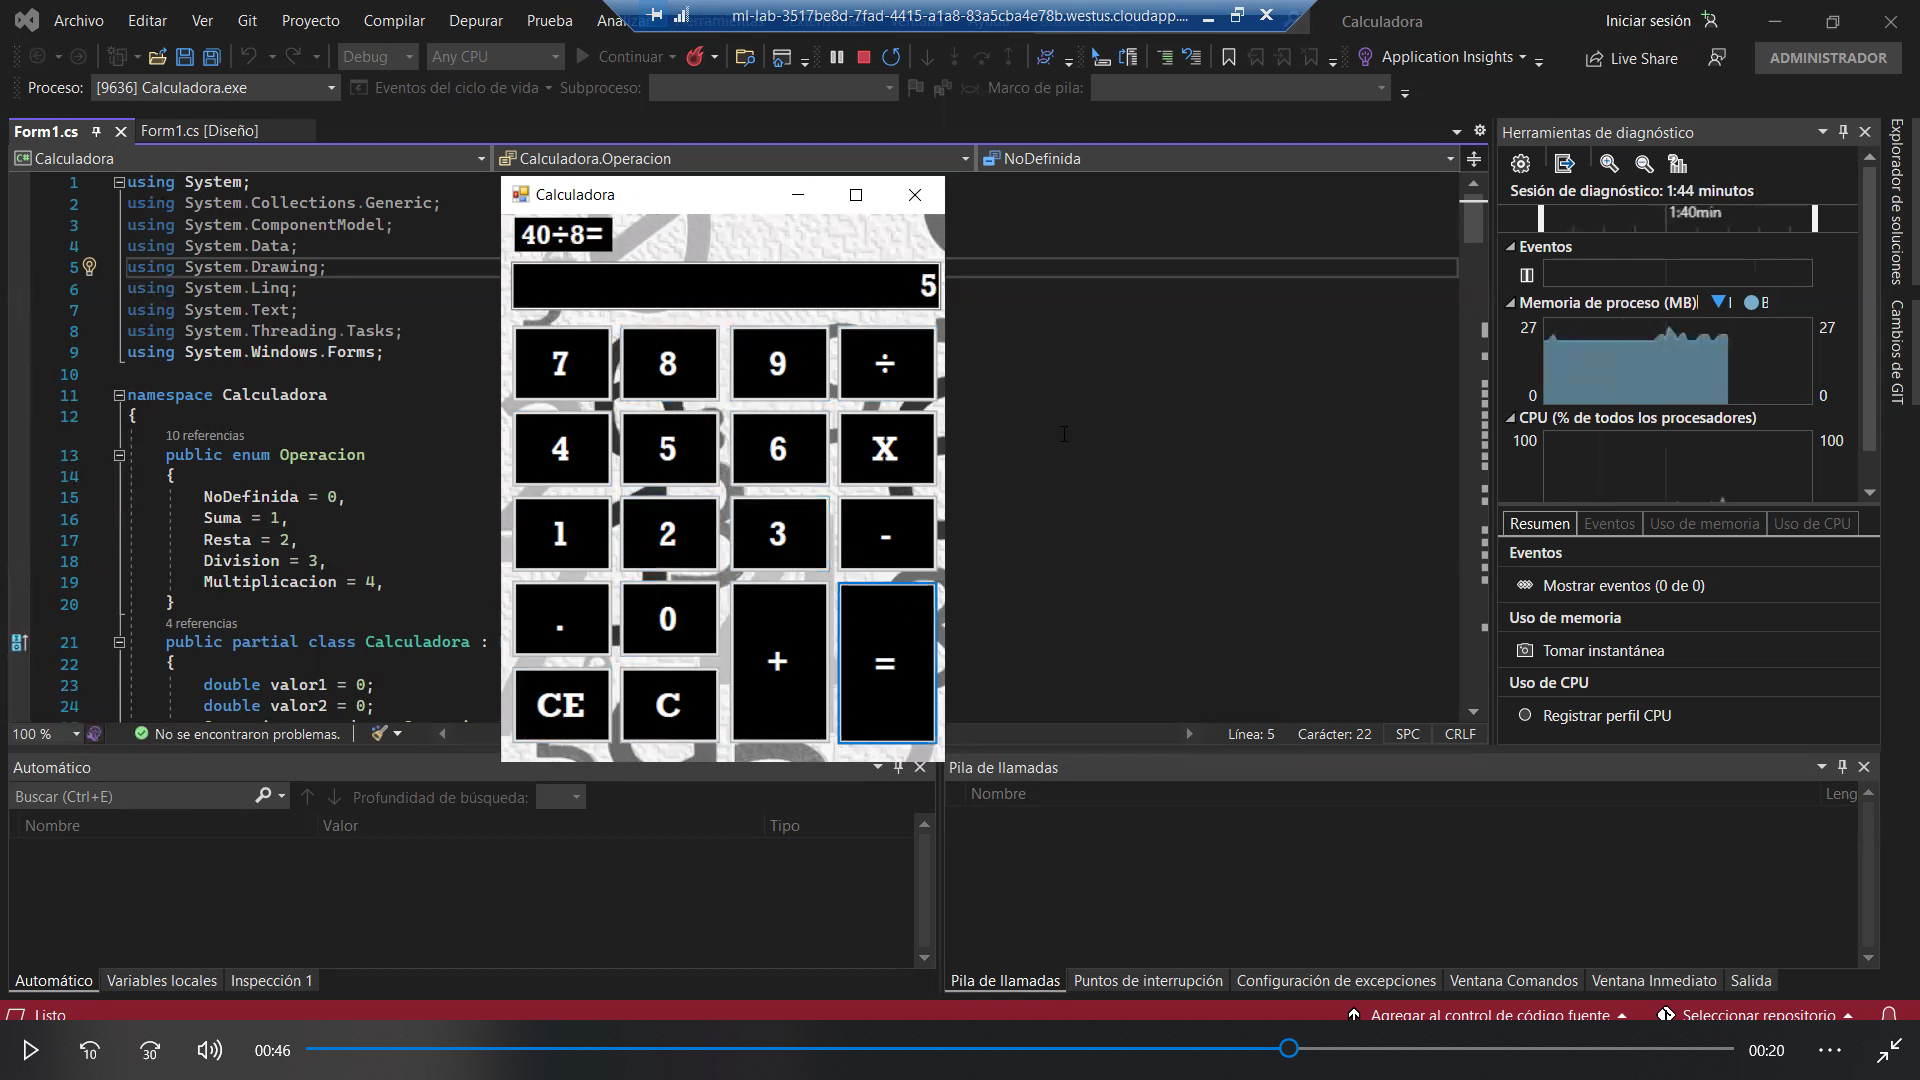 Archivo Editar Ver Git Proyecto Compilar Depurar Prueba
ml-lab-3517be8d-7fad-4415-a1a8-83a5cba4e78b.westus.cloudapp....
Calculadora
Iniciar sesión
Debug
Any CPU
Continuar
Application Insights
Live Share
ADMINISTRADOR
Proceso: [9636] Calculadora.exe
Eventos del ciclo de vida
Subproceso:
Marco de pila:
Form1.cs
Form1.cs [Diseño]
Calculadora
Calculadora.Operacion
NoDefinida
1 using System;
2 using System.Collections.Generic;
3 using System.ComponentModel;
4 using System.Data;
5 using System.Drawing;
6 using System.Linq;
7 using System.Text;
8 using System.Threading.Tasks;
9 using System.Windows.Forms;
10
11 namespace Calculadora
12 {
10 referencias
13 public enum Operacion
14 {
15 NoDefinida = 0,
16 Suma = 1,
17 Resta = 2,
18 Division = 3,
19 Multiplicacion = 4,
20 }
4 referencias
21 public partial class Calculadora :
22 {
23 double valor1 = 0;
24 double valor2 = 0;
Calculadora
40÷8=
5
7 8 9 ÷
4 5 6 X
1 2 3 -
. 0 + =
CE C
100 %
No se encontraron problemas.
Línea: 5 Carácter: 22 SPC CRLF
Herramientas de diagnóstico
Sesión de diagnóstico: 1:44 minutos
1:40min
Eventos
Memoria de proceso (MB)
27 27
0 0
CPU (% de todos los procesadores)
100 100
Resumen Eventos Uso de memoria Uso de CPU
Eventos
Mostrar eventos (0 de 0)
Uso de memoria
Tomar instantánea
Uso de CPU
Registrar perfil CPU
Explorador de soluciones
Cambios de GIT
Automático
Buscar (Ctrl+E)
Profundidad de búsqueda:
Nombre Valor Tipo
Automático Variables locales Inspección 1
Pila de llamadas
Nombre Leng
Pila de llamadas Puntos de interrupción Configuración de excepciones Ventana Comandos Ventana Inmediato Salida
Listo
Agregar al control de código fuente
Seleccionar repositorio
10 30 00:46 00:20